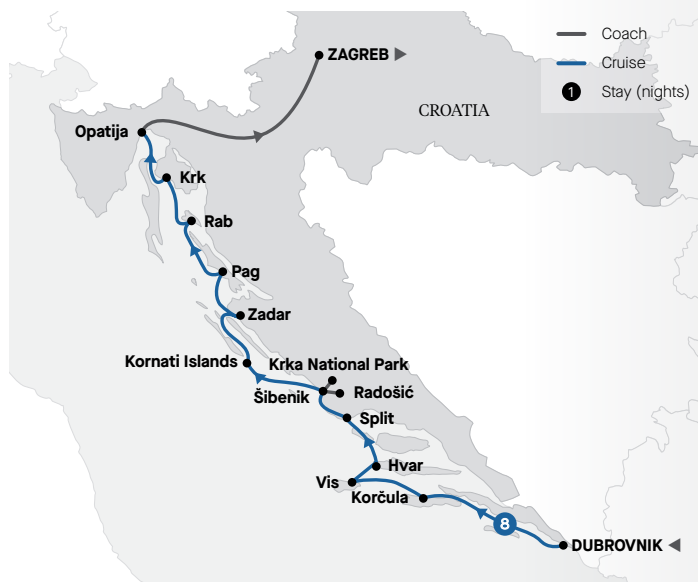 Coach
Cruise
1 Stay (nights)
ZAGREB
CROATIA
Opatija
Krk
Rab
Pag
Zadar
Kornati Islands
Krka National Park
Radošić
Šibenik
Split
Hvar
Vis
Korčula
8
DUBROVNIK